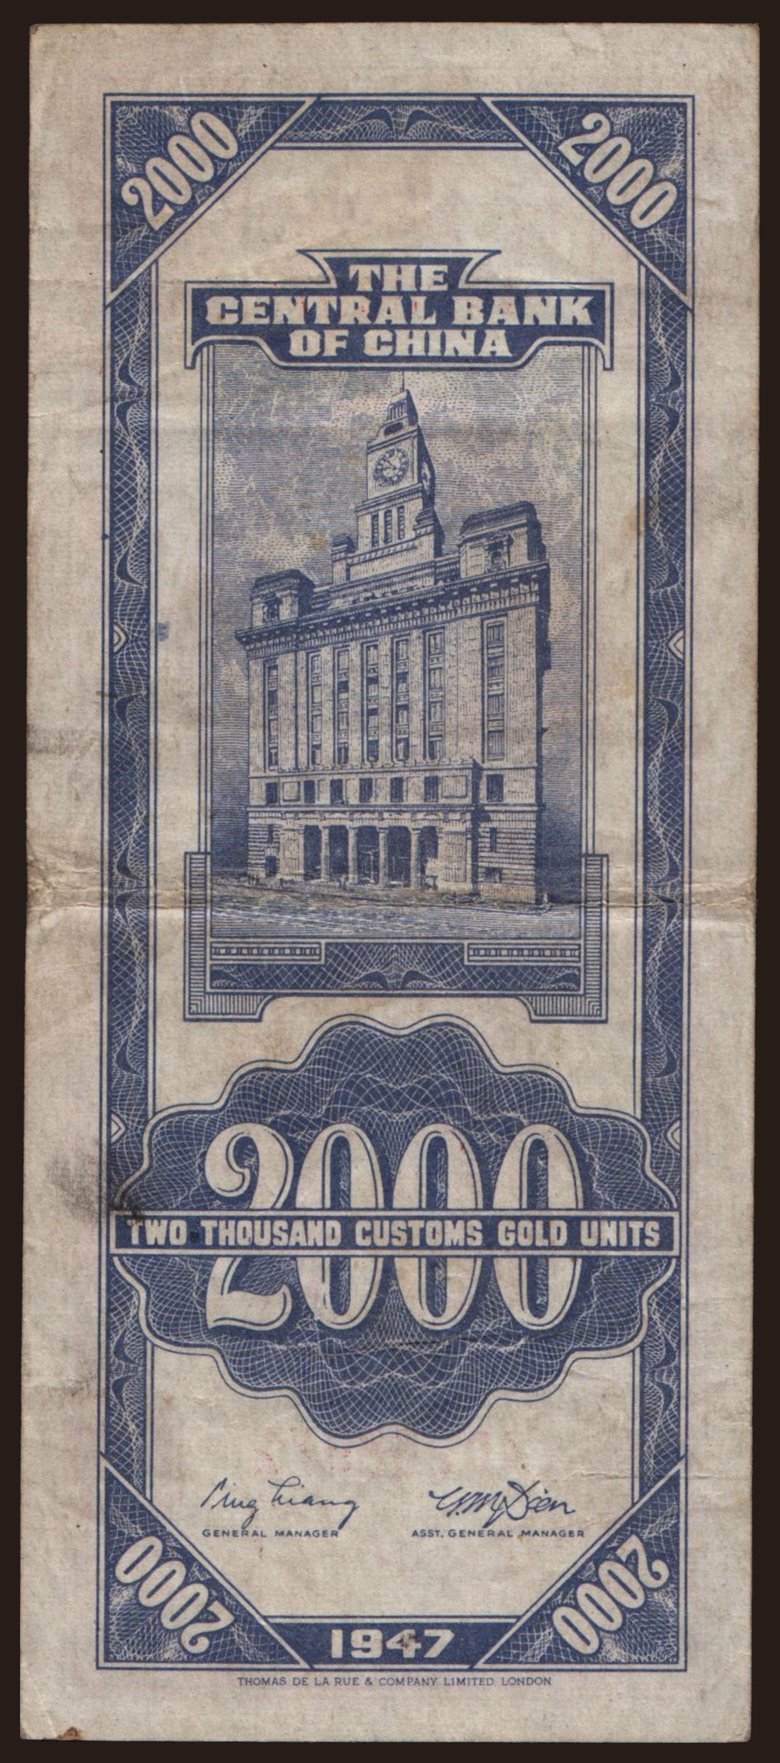 2000 2000
THE
CENTRAL BANK
OF CHINA
2000
TWO THOUSAND CUSTOMS GOLD UNITS
GENERAL MANAGER ASST. GENERAL MANAGER
2000 2000
1947
THOMAS DE LA RUE & COMPANY LIMITED. LONDON